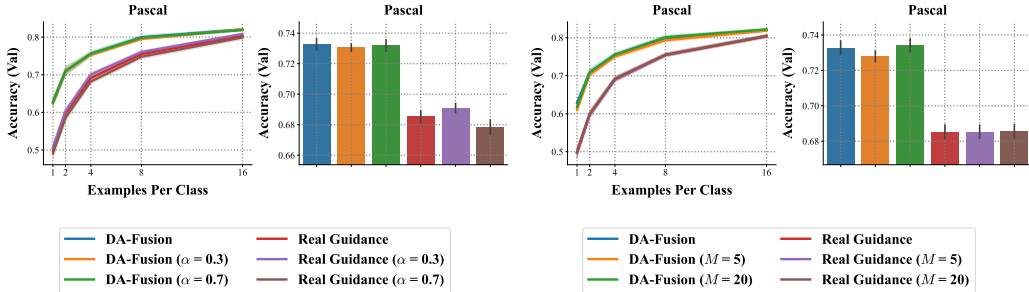 Pascal
Accuracy (Val)
0.8
0.7
0.6
0.5
1 2 4 8 16
Examples Per Class
Pascal
Accuracy (Val)
0.74
0.72
0.70
0.68
0.66
DA-Fusion
DA-Fusion (α = 0.3)
DA-Fusion (α = 0.7)
Real Guidance
Real Guidance (α = 0.3)
Real Guidance (α = 0.7)
Pascal
Accuracy (Val)
0.8
0.7
0.6
0.5
1 2 4 8 16
Examples Per Class
Pascal
Accuracy (Val)
0.74
0.72
0.70
0.68
DA-Fusion
DA-Fusion (M = 5)
DA-Fusion (M = 20)
Real Guidance
Real Guidance (M = 5)
Real Guidance (M = 20)